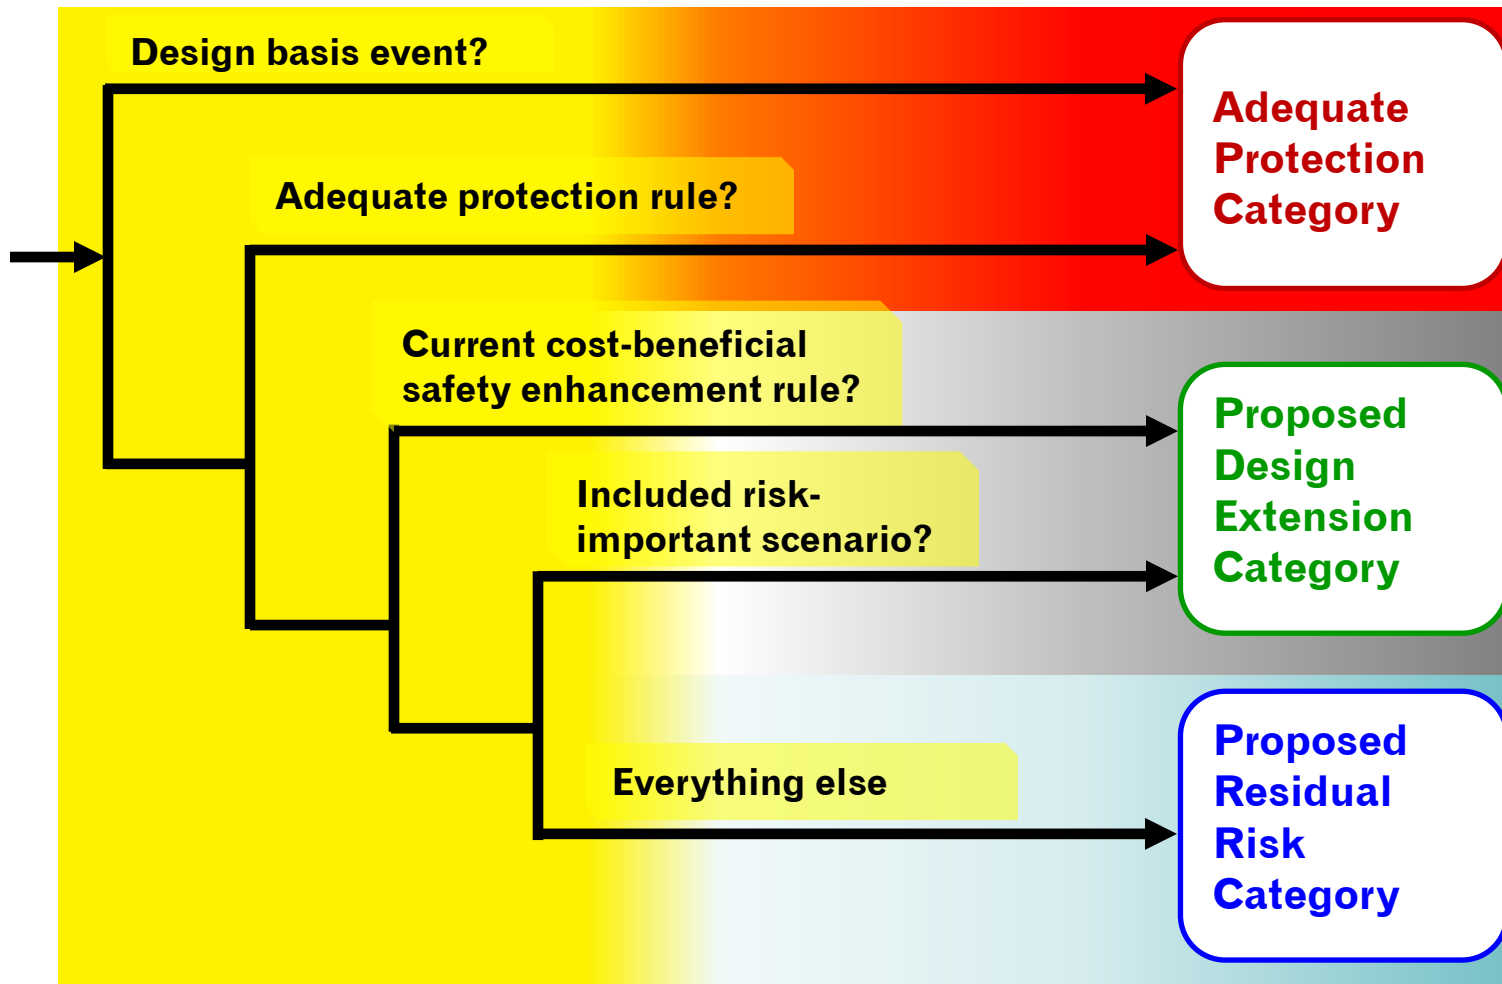 Design basis event?
Adequate protection rule?
Current cost-beneficial
safety enhancement rule?
Included risk-
important scenario?
Everything else
Adequate
Protection
Category
Proposed
Design
Extension
Category
Proposed
Residual
Risk
Category